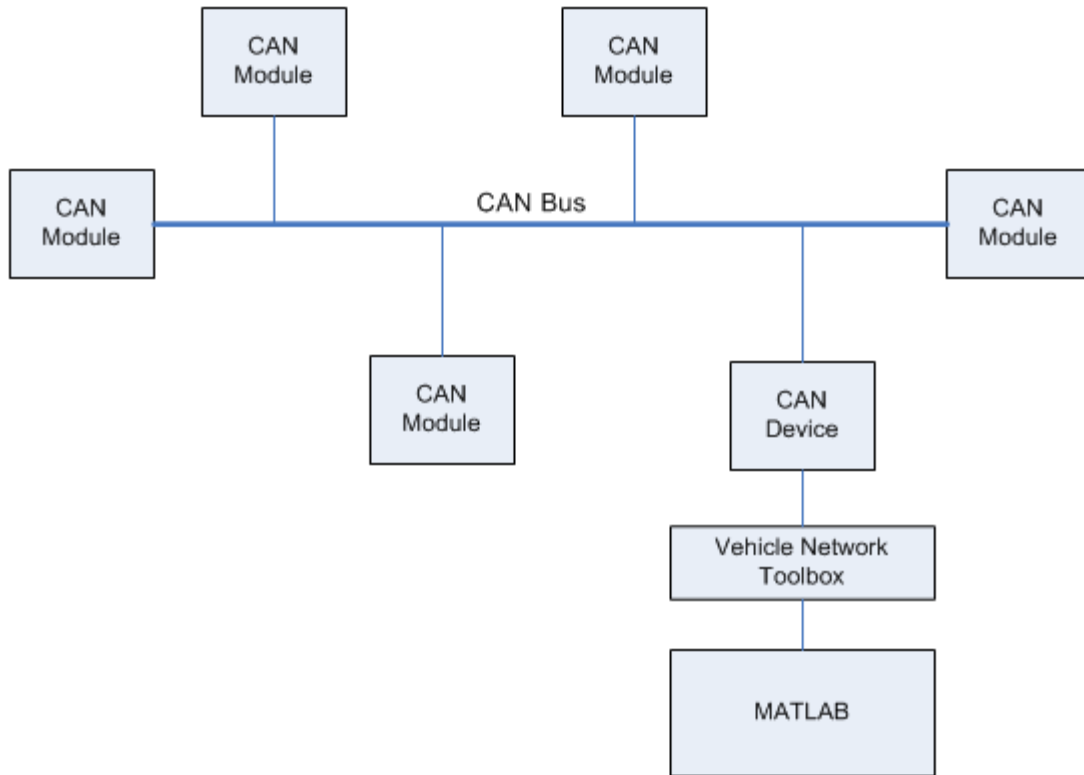 CAN
Module
CAN
Module
CAN
Module
CAN Bus
CAN
Module
CAN
Module
CAN
Device
Vehicle Network
Toolbox
MATLAB